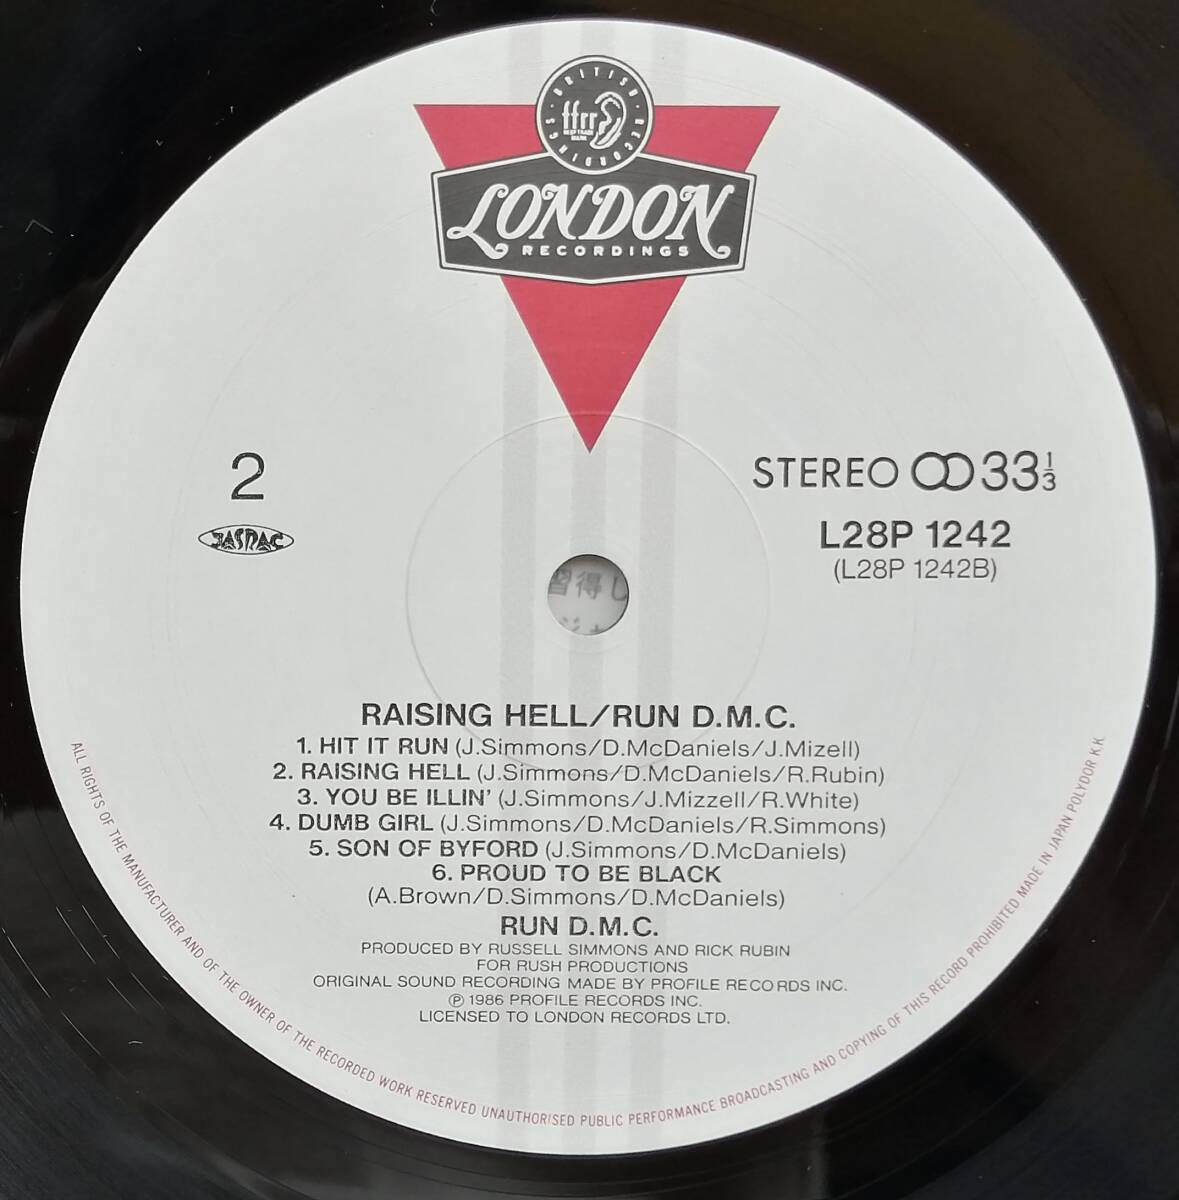 BRITISH RECORDINGS
ffrr
LONDON
RECORDINGS
2
JASRAC
STEREO 33 1/3
L28P 1242
(L28P 1242B)
習得し
RAISING HELL/RUN D.M.C.
1. HIT IT RUN (J.Simmons/D.McDaniels/J.Mizell)
2. RAISING HELL (J.Simmons/D.McDaniels/R.Rubin)
3. YOU BE ILLIN' (J.Simmons/J.Mizzell/R.White)
4. DUMB GIRL (J.Simmons/D.McDaniels/R.Simmons)
5. SON OF BYFORD (J.Simmons/D.McDaniels)
6. PROUD TO BE BLACK
(A.Brown/D.Simmons/D.McDaniels)
RUN D.M.C.
PRODUCED BY RUSSELL SIMMONS AND RICK RUBIN
FOR RUSH PRODUCTIONS
ORIGINAL SOUND RECORDING MADE BY PROFILE RECORDS INC.
℗ 1986 PROFILE RECORDS INC.
LICENSED TO LONDON RECORDS LTD.
ALL RIGHTS OF THE MANUFACTURER AND OF THE OWNER OF THE RECORDED WORK RESERVED UNAUTHORISED PUBLIC PERFORMANCE BROADCASTING AND COPYING OF THIS RECORD PROHIBITED MADE IN JAPAN POLYDOR K.K.